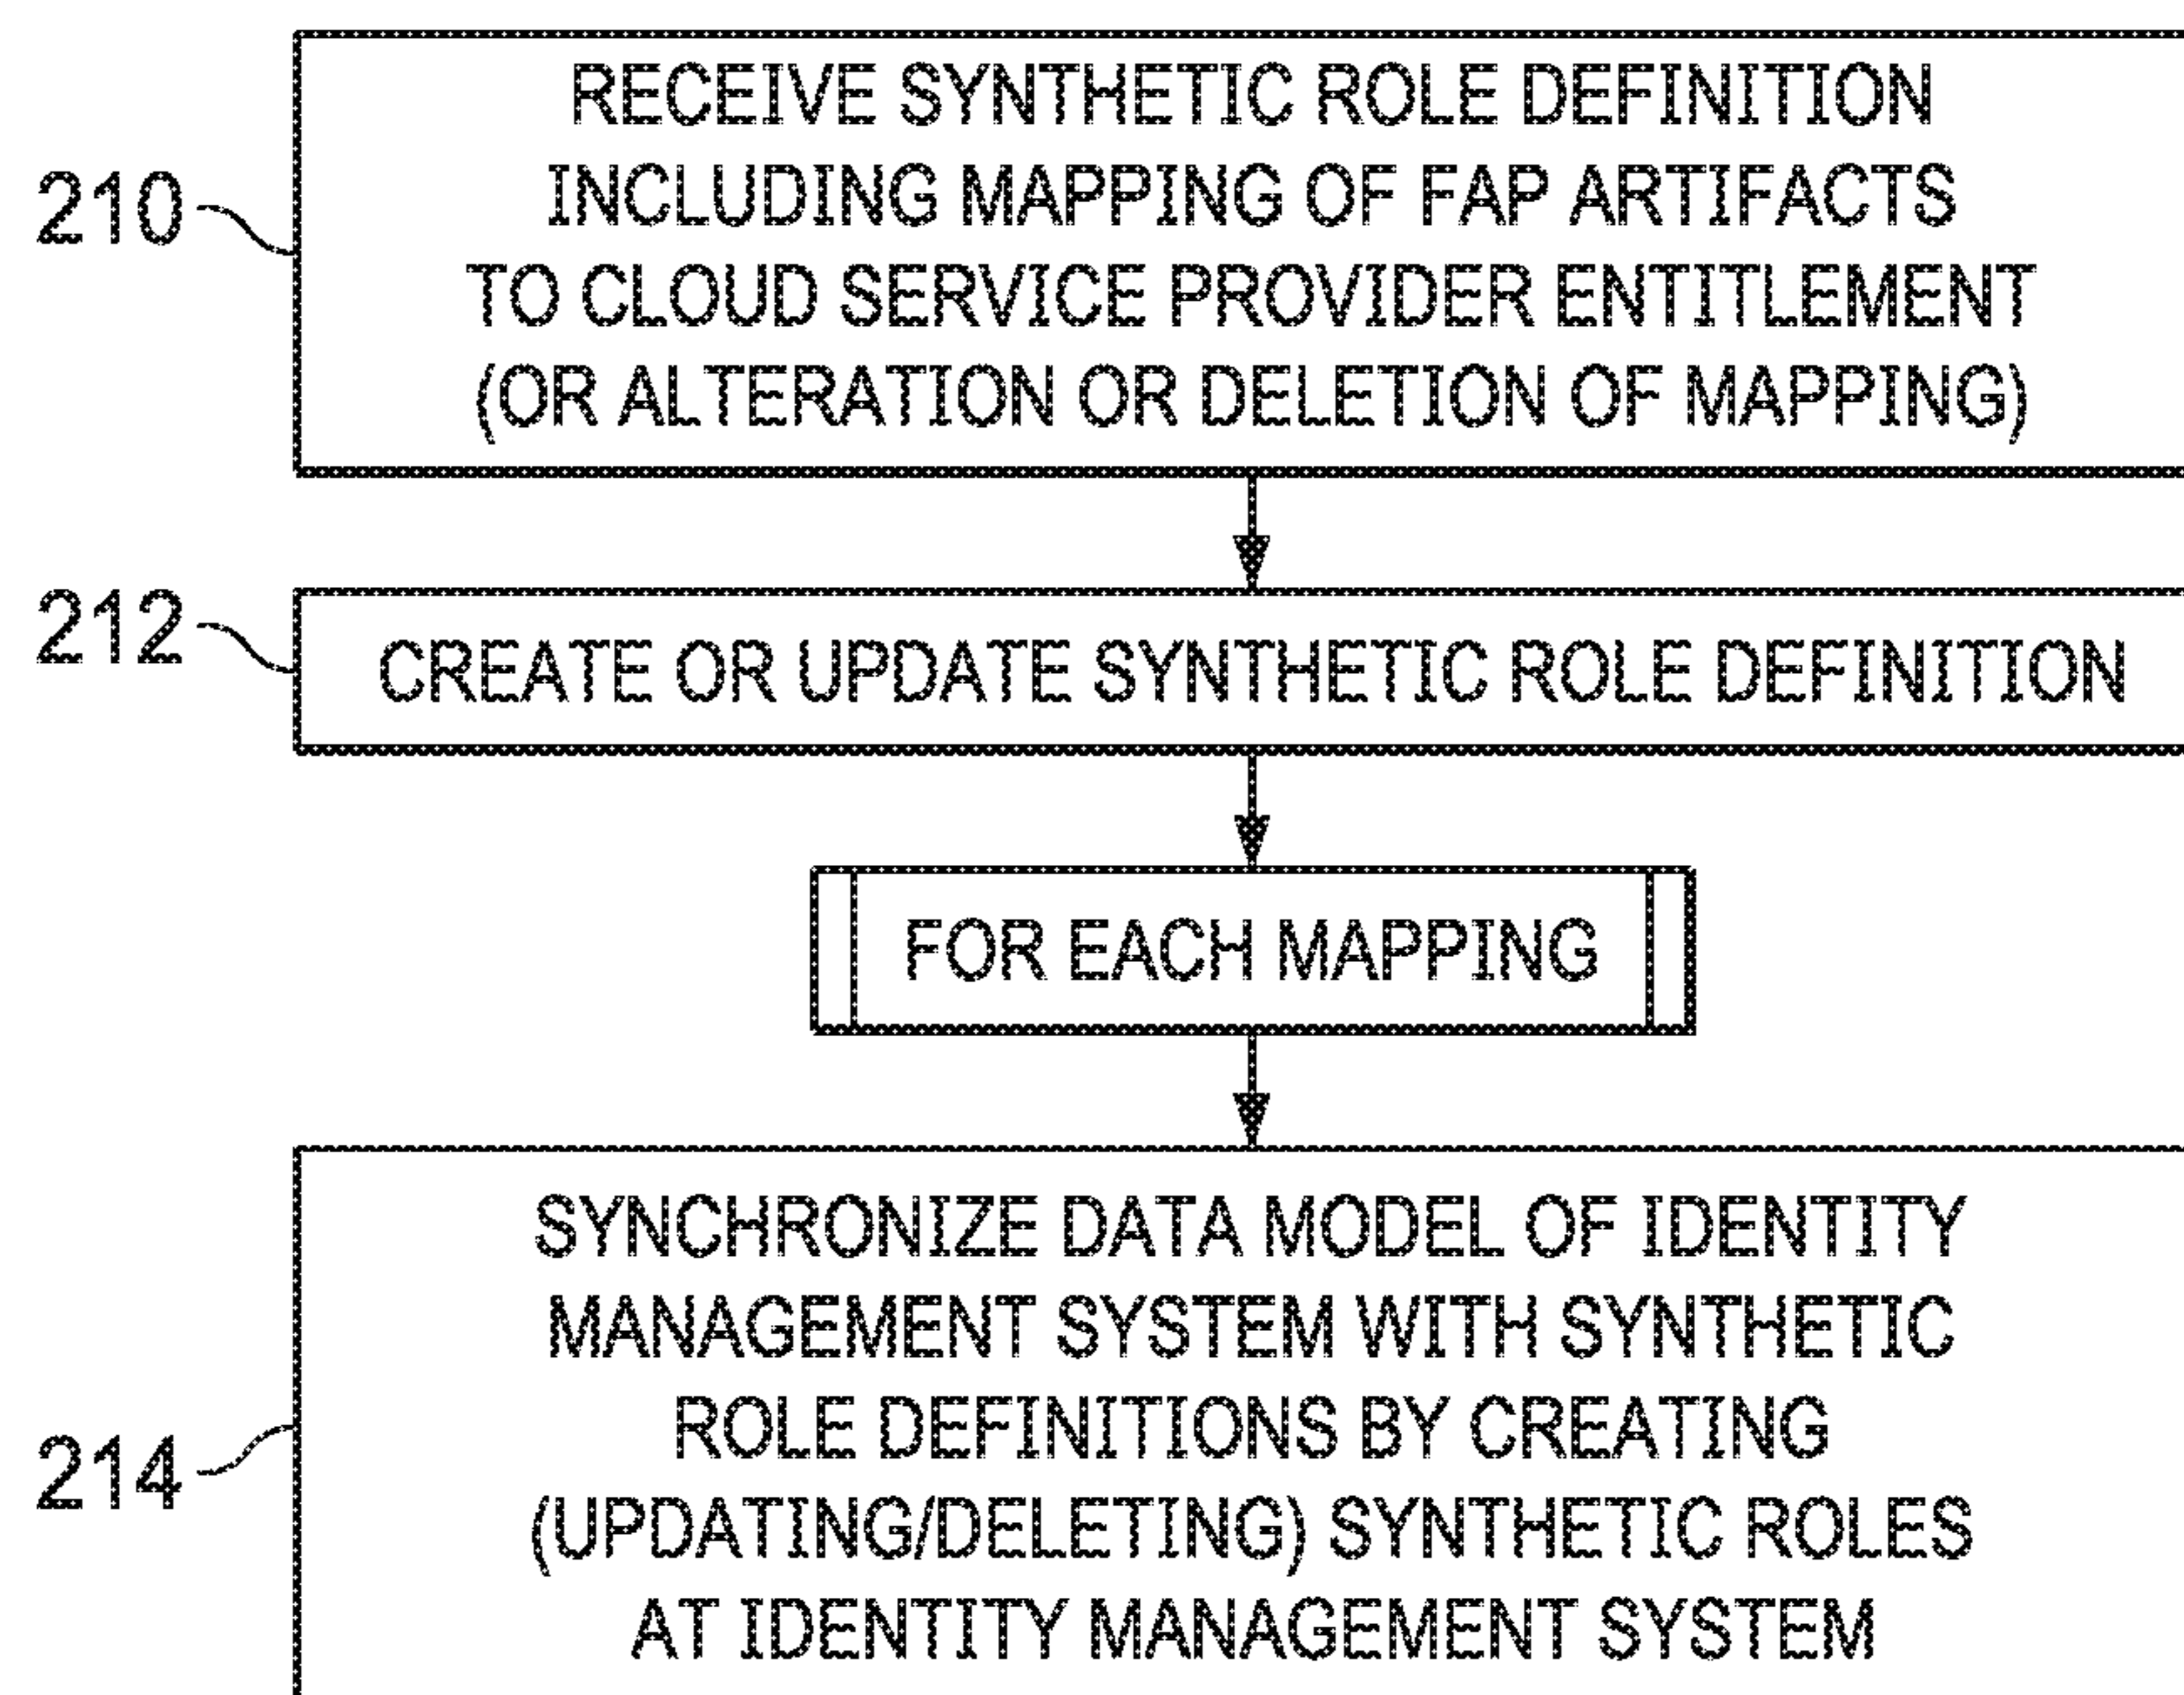 210
RECEIVE SYNTHETIC ROLE DEFINITION
INCLUDING MAPPING OF FAP ARTIFACTS
TO CLOUD SERVICE PROVIDER ENTITLEMENT
(OR ALTERATION OR DELETION OF MAPPING)
212
CREATE OR UPDATE SYNTHETIC ROLE DEFINITION
FOR EACH MAPPING
214
SYNCHRONIZE DATA MODEL OF IDENTITY
MANAGEMENT SYSTEM WITH SYNTHETIC
ROLE DEFINITIONS BY CREATING
(UPDATING/DELETING) SYNTHETIC ROLES
AT IDENTITY MANAGEMENT SYSTEM